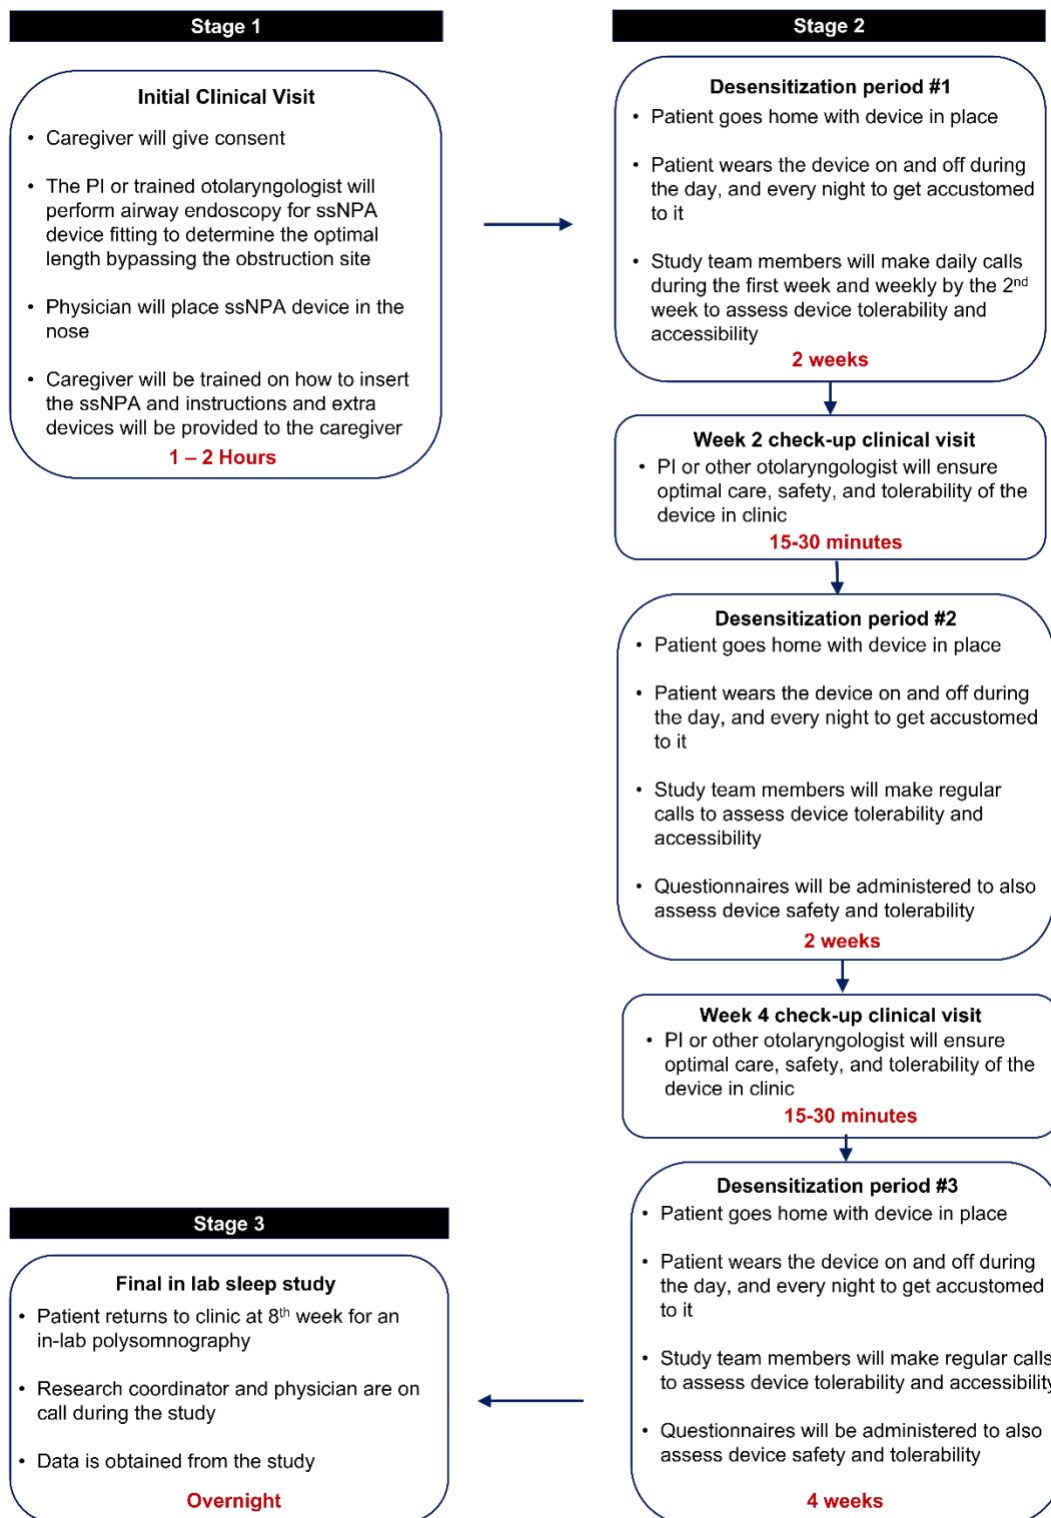 Stage 1
Initial Clinical Visit
• Caregiver will give consent
• The PI or trained otolaryngologist will
perform airway endoscopy for ssNPA
device fitting to determine the optimal
length bypassing the obstruction site
• Physician will place ssNPA device in the
nose
• Caregiver will be trained on how to insert
the ssNPA and instructions and extra
devices will be provided to the caregiver
1 – 2 Hours
Stage 2
Desensitization period #1
• Patient goes home with device in place
• Patient wears the device on and off during
the day, and every night to get accustomed
to it
• Study team members will make daily calls
during the first week and weekly by the 2nd
week to assess device tolerability and
accessibility
2 weeks
Week 2 check-up clinical visit
• PI or other otolaryngologist will ensure
optimal care, safety, and tolerability of the
device in clinic
15-30 minutes
Desensitization period #2
• Patient goes home with device in place
• Patient wears the device on and off during
the day, and every night to get accustomed
to it
• Study team members will make regular
calls to assess device tolerability and
accessibility
• Questionnaires will be administered to also
assess device safety and tolerability
2 weeks
Week 4 check-up clinical visit
• PI or other otolaryngologist will ensure
optimal care, safety, and tolerability of the
device in clinic
15-30 minutes
Desensitization period #3
• Patient goes home with device in place
• Patient wears the device on and off during
the day, and every night to get accustomed
to it
• Study team members will make regular calls
to assess device tolerability and accessibility
• Questionnaires will be administered to also
assess device safety and tolerability
4 weeks
Stage 3
Final in lab sleep study
• Patient returns to clinic at 8th week for an
in-lab polysomnography
• Research coordinator and physician are on
call during the study
• Data is obtained from the study
Overnight